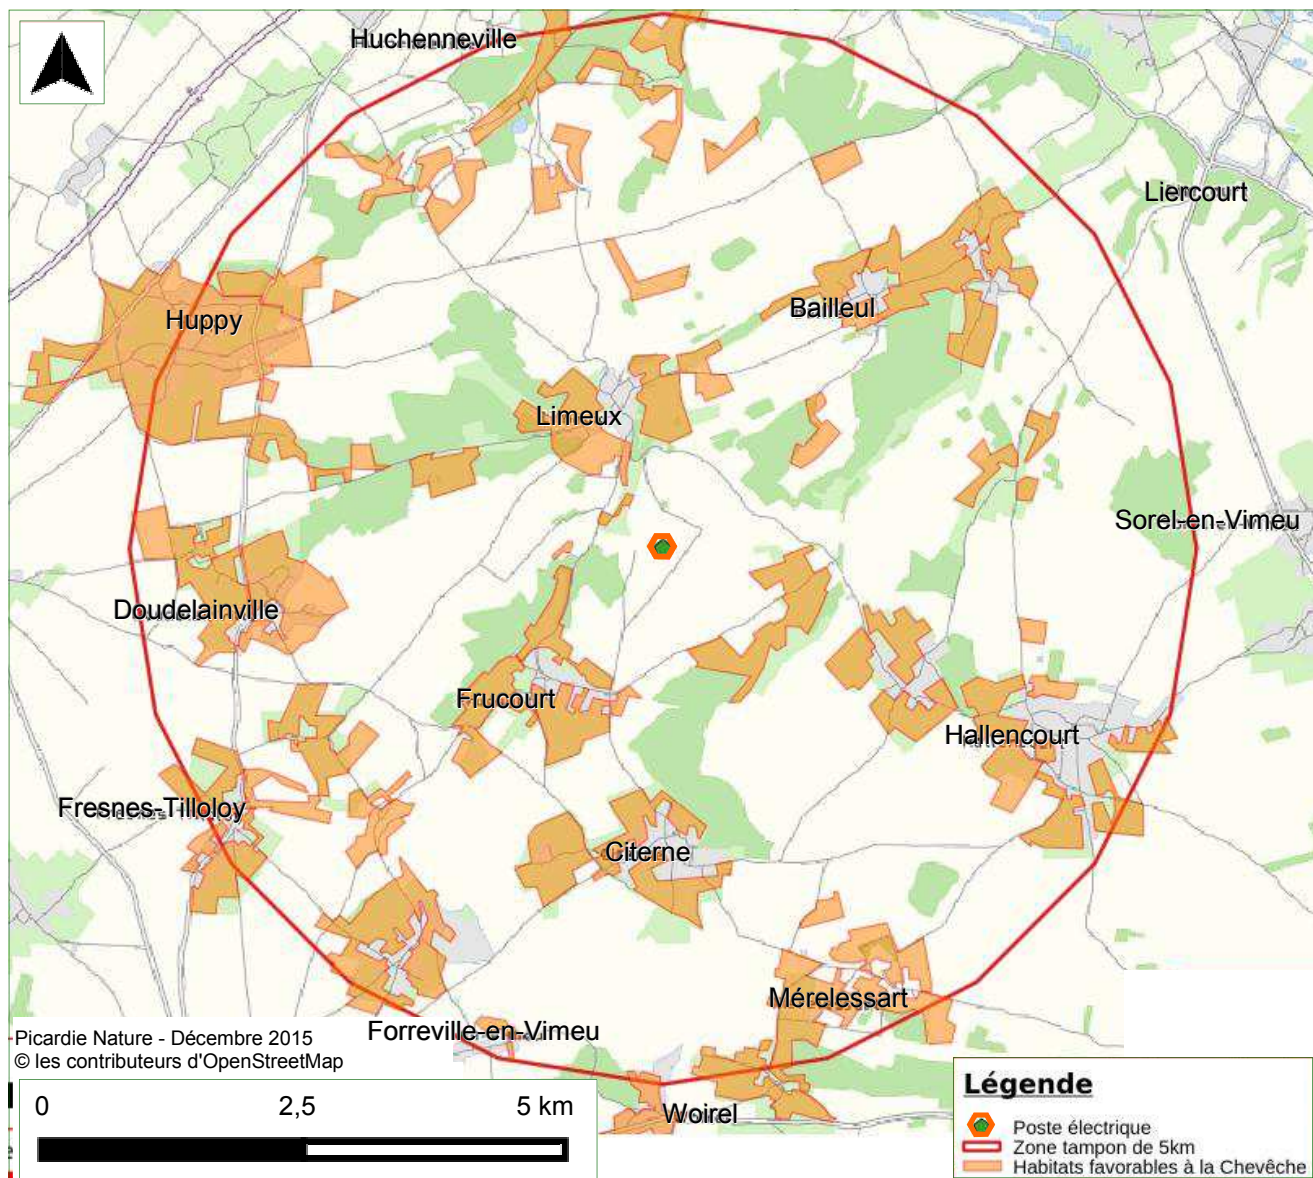 Huchenneville
Liercourt
Bailleul
Huppy
Limeux
Sorel-en-Vimeu
Doudelainville
Frucourt
Hallencourt
Fresnes-Tilloloy
Citerne
Mérelessart
Forreville-en-Vimeu
Woirel
Picardie Nature - Décembre 2015
© les contributeurs d'OpenStreetMap
0 2,5 5 km
Légende
Poste électrique
Zone tampon de 5km
Habitats favorables à la Chevêche